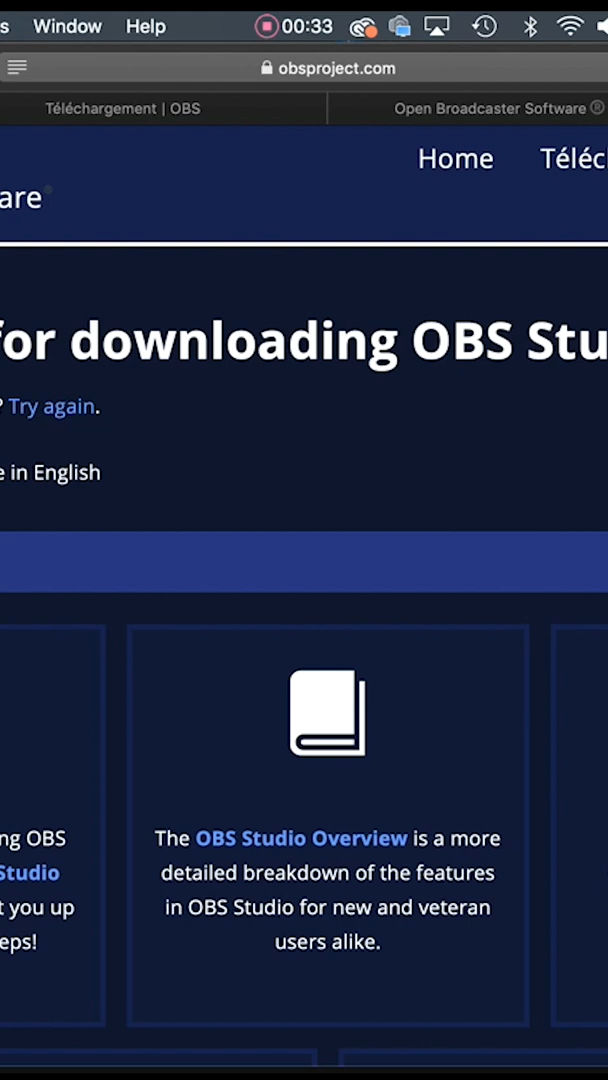 s Window Help 00:33
obsproject.com
Téléchargement | OBS Open Broadcaster Software ®
Home Téléc
are®
for downloading OBS Stu
? Try again.
e in English
ng OBS
Studio
t you up
eps!
The OBS Studio Overview is a more
detailed breakdown of the features
in OBS Studio for new and veteran
users alike.